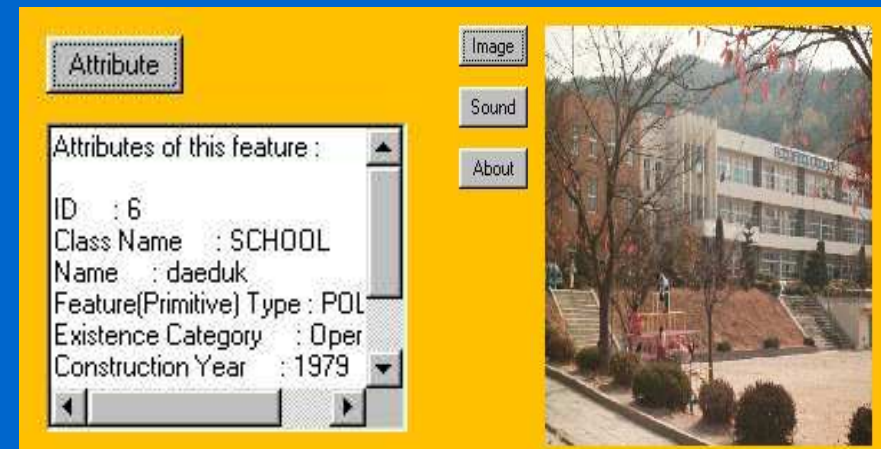 Attribute
Attributes of this feature :
ID : 6
Class Name : SCHOOL
Name : daeduk
Feature(Primitive) Type : POL
Existence Category : Oper
Construction Year : 1979
Image
Sound
About